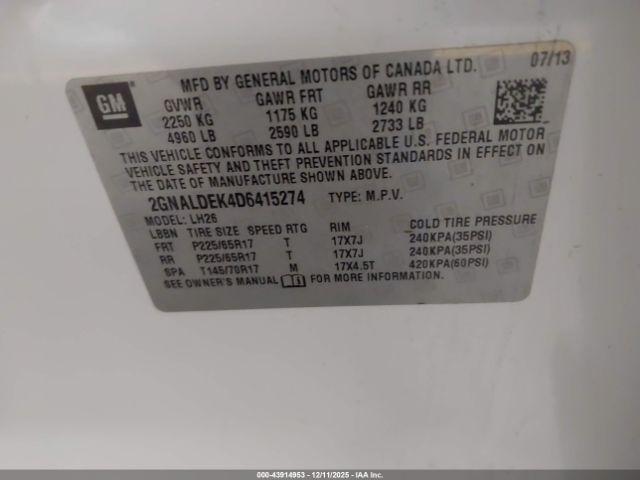 MFD BY GENERAL MOTORS OF CANADA LTD. 07/13
GM
GVWR GAWR FRT GAWR RR
2250 KG 1175 KG 1240 KG
4960 LB 2590 LB 2733 LB
THIS VEHICLE CONFORMS TO ALL APPLICABLE U.S. FEDERAL MOTOR
VEHICLE SAFETY AND THEFT PREVENTION STANDARDS IN EFFECT ON
THE DATE OF MANUFACTURE SHOWN ABOVE.
2GNALDEK4D6415274 TYPE: M.P.V.
MODEL: LH26
LBBN TIRE SIZE SPEED RTG RIM COLD TIRE PRESSURE
FRT P225/65R17 T 17X7J 240KPA(35PSI)
RR P225/65R17 T 17X7J 240KPA(35PSI)
SPA T145/70R17 M 17X4.5T 420KPA(60PSI)
SEE OWNER'S MANUAL FOR MORE INFORMATION.
000-43914953 - 12/11/2025 - IAA